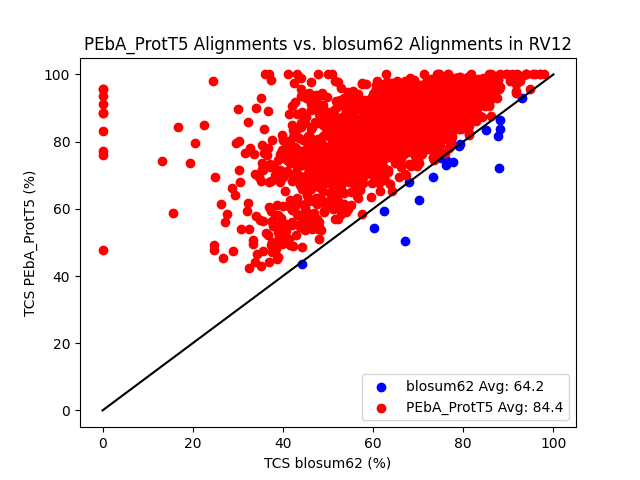 PEbA_ProtT5 Alignments vs. blosum62 Alignments in RV12
TCS PEbA_ProtT5 (%)
100
80
60
40
20
0
blosum62 Avg: 64.2
PEbA_ProtT5 Avg: 84.4
0 20 40 60 80 100
TCS blosum62 (%)